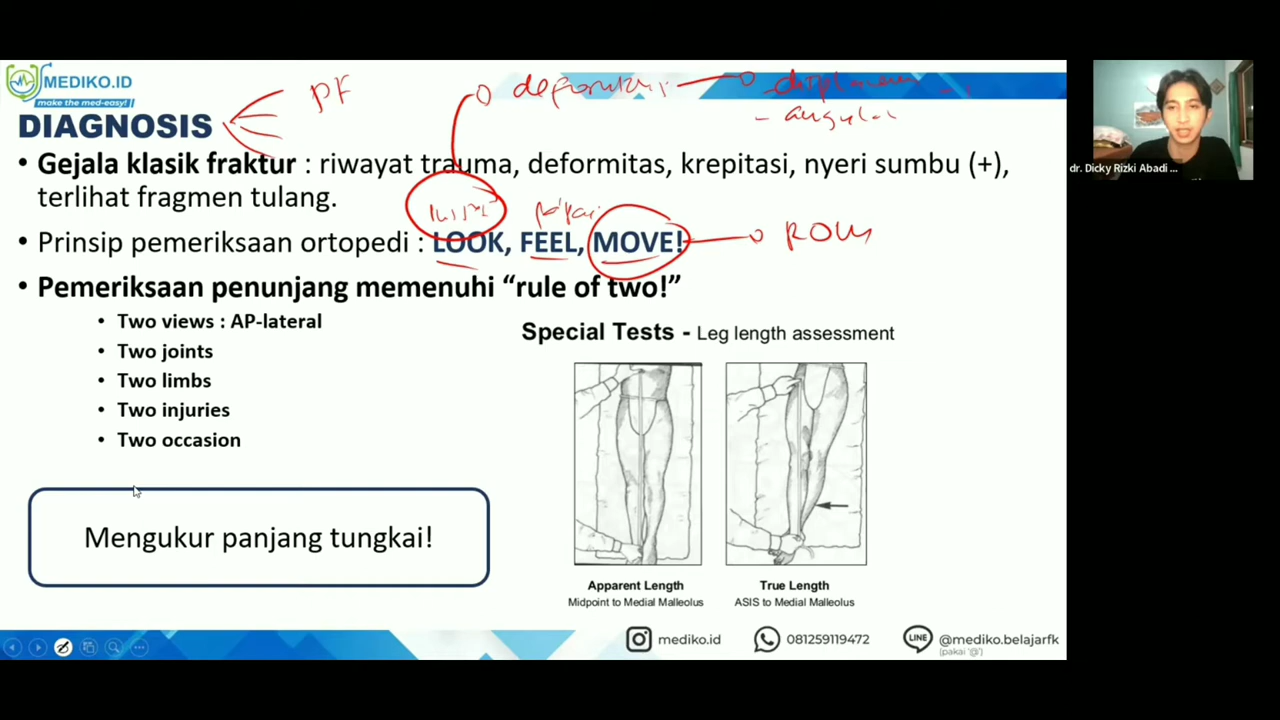 MEDIKO.ID
make the med-easy!
PF
- angular
DIAGNOSIS
• Gejala klasik fraktur : riwayat trauma, deformitas, krepitasi, nyeri sumbu (+),
terlihat fragmen tulang.
• Prinsip pemeriksaan ortopedi : LOOK, FEEL, MOVE!
ROM
• Pemeriksaan penunjang memenuhi “rule of two!”
• Two views : AP-lateral
• Two joints
• Two limbs
• Two injuries
• Two occasion
Mengukur panjang tungkai!
Special Tests - Leg length assessment
Apparent Length
Midpoint to Medial Malleolus
True Length
ASIS to Medial Malleolus
mediko.id
081259119472
LINE
@mediko.belajarfk
(pakai '@')
dr. Dicky Rizki Abadi ...